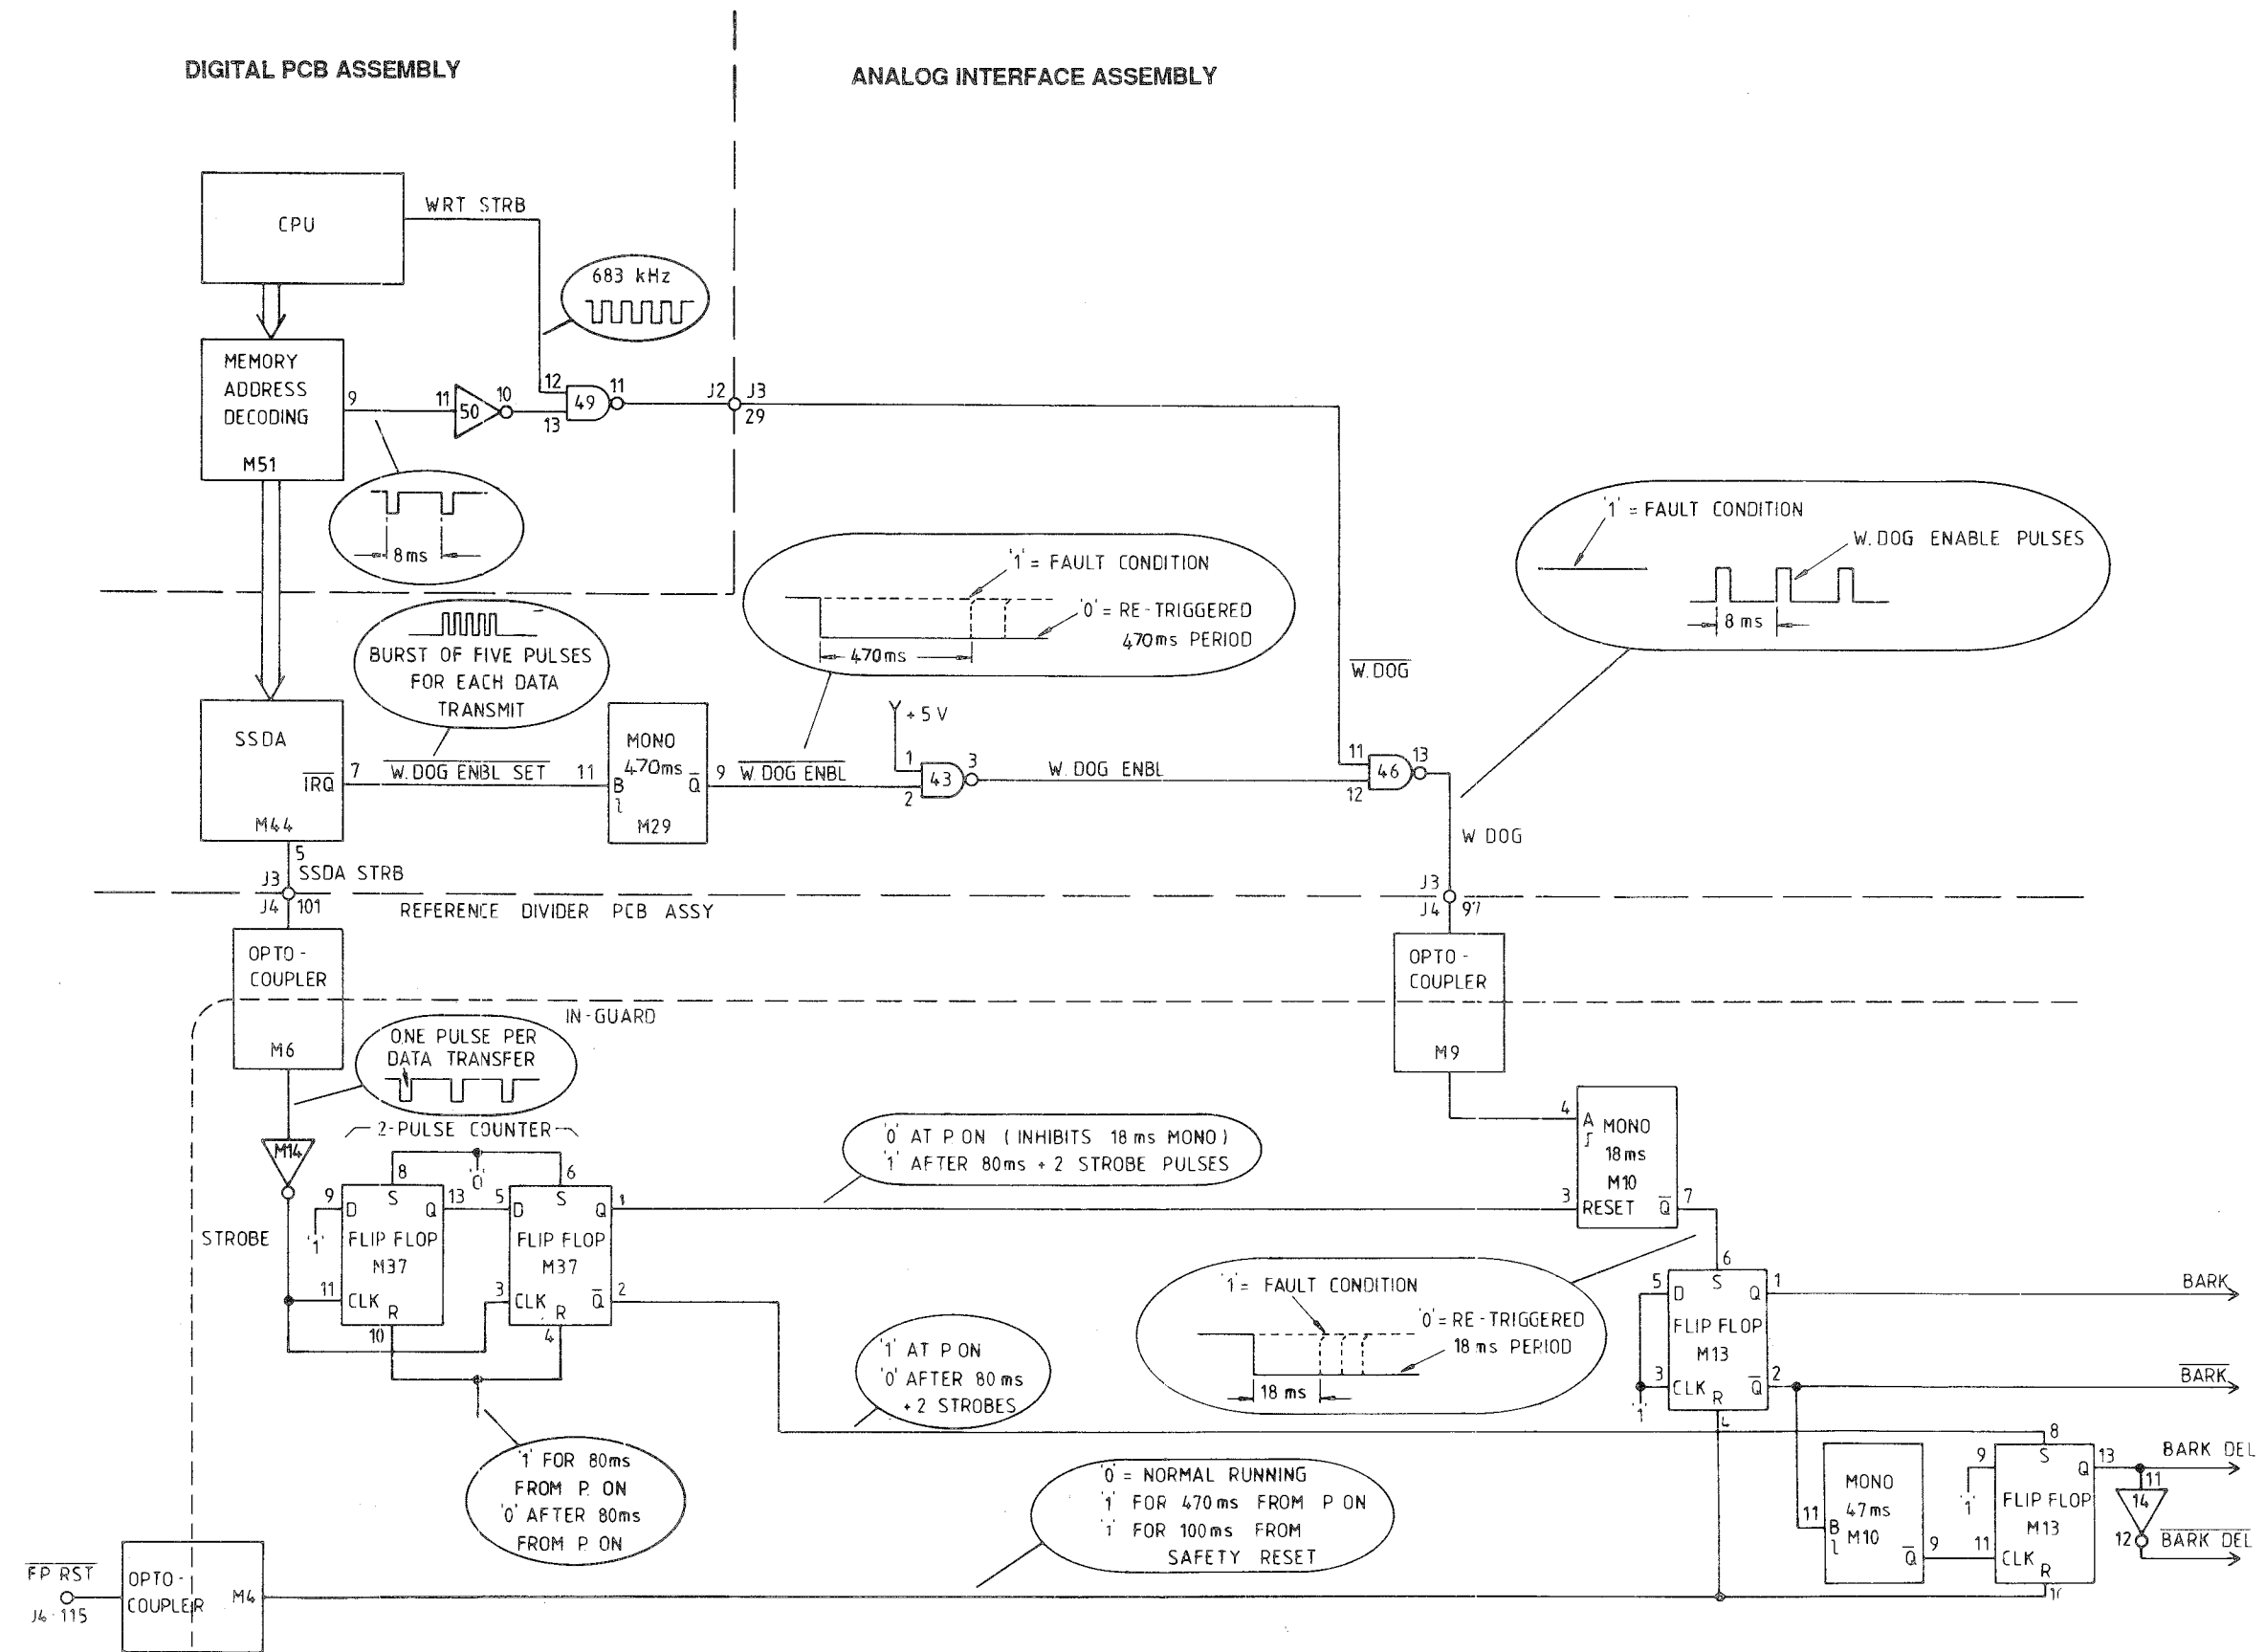 DIGITAL PCB ASSEMBLY
ANALOG INTERFACE ASSEMBLY
CPU
WRT STRB
683 kHz
MEMORY
ADDRESS
DECODING
M51
9
11
50
10
12
13
49
11
J2
J3
29
8ms
BURST OF FIVE PULSES
FOR EACH DATA
TRANSMIT
'1' = FAULT CONDITION
'0' = RE-TRIGGERED
470ms PERIOD
470ms
'1' = FAULT CONDITION
W.DOG ENABLE PULSES
8 ms
W.DOG
SSDA
IRQ
M44
7
W.DOG ENBL SET
11
MONO
470ms
B
Q
M29
9
W.DOG ENBL
+5V
1
2
43
3
W.DOG ENBL
11
12
46
13
W DOG
5
SSDA STRB
J3
J4
101
REFERENCE DIVIDER PCB ASSY
J3
J4
97
OPTO-
COUPLER
M6
OPTO-
COUPLER
M9
IN-GUARD
ONE PULSE PER
DATA TRANSFER
2-PULSE COUNTER
M14
STROBE
'0'
8
6
9
D
S
Q
13
5
D
S
Q
1
'1'
FLIP FLOP
M37
FLIP FLOP
M37
11
CLK
R
10
3
CLK
R
Q
2
4
'0' AT P.ON (INHIBITS 18ms MONO)
'1' AFTER 80ms + 2 STROBE PULSES
4
A
MONO
18ms
M10
3
RESET
Q
7
'1' = FAULT CONDITION
'0' = RE-TRIGGERED
18ms PERIOD
18 ms
'1' AT P.ON
'0' AFTER 80 ms
+ 2 STROBES
6
5
D
S
Q
1
BARK
FLIP FLOP
M13
3
CLK
R
Q
2
BARK
'1'
4
'1' FOR 80ms
FROM P. ON
'0' AFTER 80ms
FROM P. ON
'0' = NORMAL RUNNING
'1' FOR 470ms FROM P ON
'1' FOR 100ms FROM
SAFETY RESET
8
9
S
Q
13
BARK DEL
'1'
MONO
47ms
M10
11
B
Q
9
FLIP FLOP
M13
11
CLK
R
11
14
12
BARK DEL
FP RST
J4-115
OPTO-
COUPLER
M4